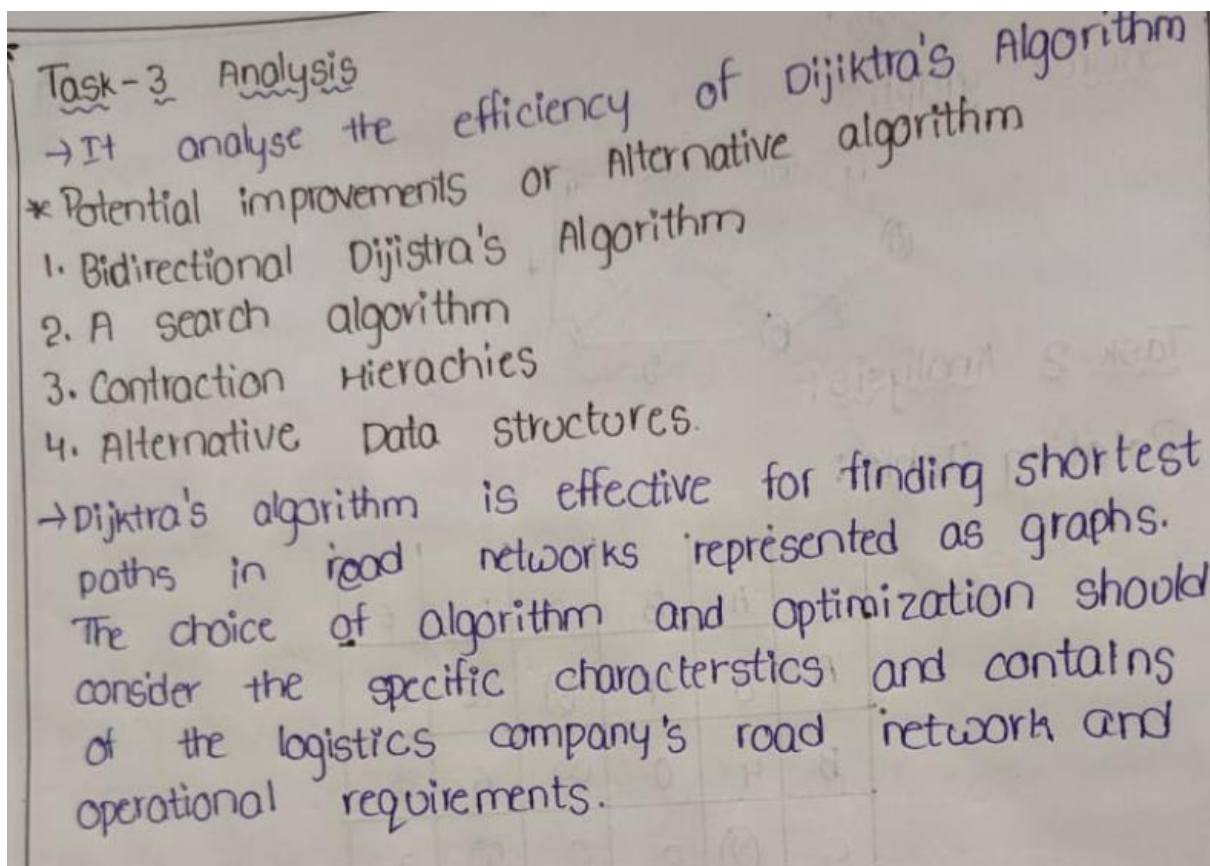 Task-3 Analysis
→It analyse the efficiency of Dijiktra's Algorithm
* Potential improvements or Alternative algorithm
1. Bidirectional Dijistra's Algorithm
2. A search algorithm
3. Contraction Hierachies
4. Alternative Data structures.
→Dijktra's algorithm is effective for finding shortest
paths in road networks represented as graphs.
The choice of algorithm and optimization should
consider the specific characterstics and contains
of the logistics company's road network and
operational requirements.